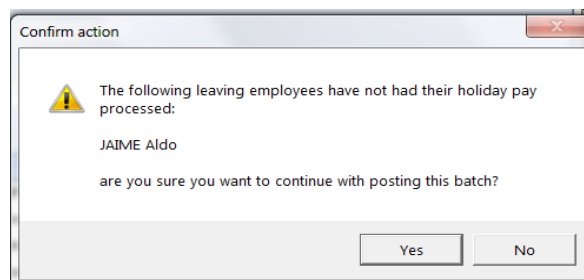 Confirm action
The following leaving employees have not had their holiday pay
processed:
JAIME Aldo
are you sure you want to continue with posting this batch?
Yes
No